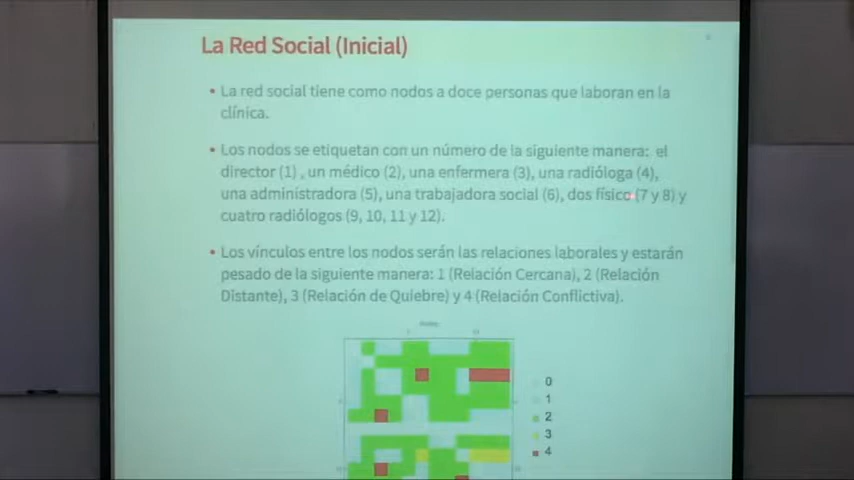 La Red Social (Inicial)
• La red social tiene como nodos a doce personas que laboran en la
clínica.
• Los nodos se etiquetan con un número de la siguiente manera: el
director (1) , un médico (2), una enfermera (3), una radióloga (4),
una administradora (5), una trabajadora social (6), dos físico (7 y 8) y
cuatro radiólogos (9, 10, 11 y 12).
• Los vínculos entre los nodos serán las relaciones laborales y estarán
pesado de la siguiente manera: 1 (Relación Cercana), 2 (Relación
Distante), 3 (Relación de Quiebre) y 4 (Relación Conflictiva).
0
1
2
3
4